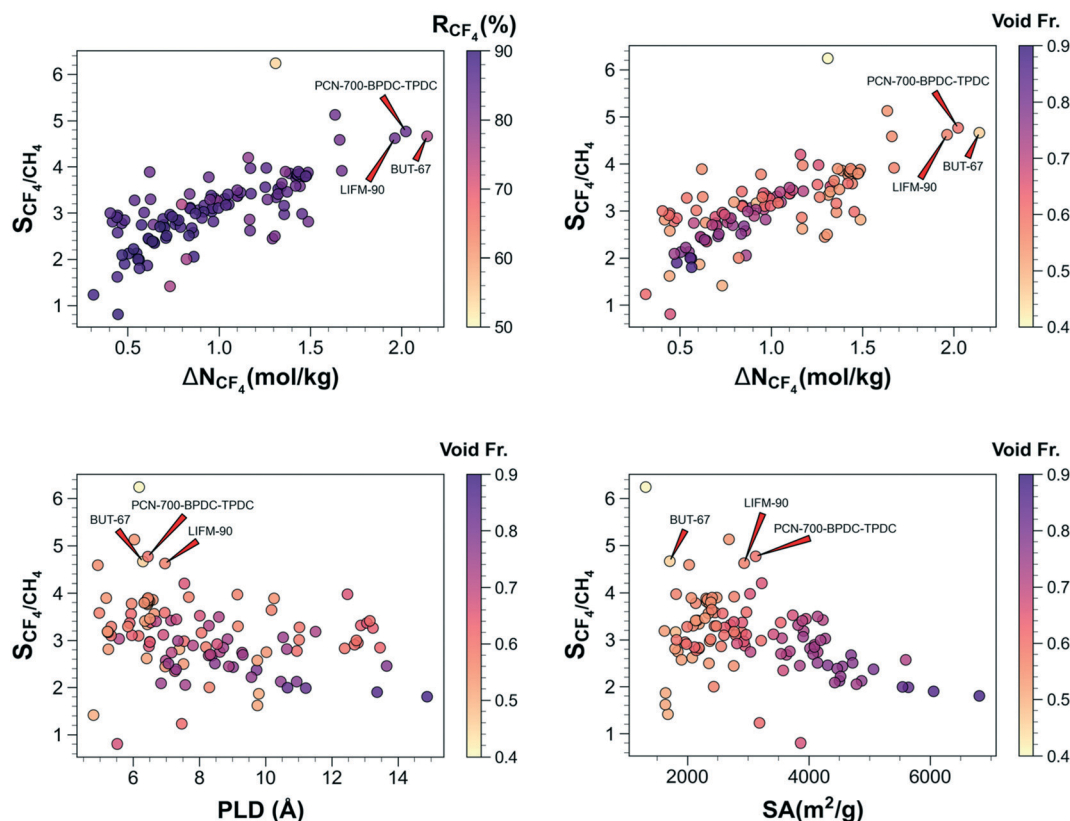 R_CF4(%)
90
80
70
60
50
6
5
4
3
2
1
S_CF4/CH4
PCN-700-BPDC-TPDC
BUT-67
LIFM-90
0.5
1.0
1.5
2.0
ΔN_CF4(mol/kg)
Void Fr.
0.9
0.8
0.7
0.6
0.5
0.4
6
5
4
3
2
1
S_CF4/CH4
PCN-700-BPDC-TPDC
BUT-67
LIFM-90
0.5
1.0
1.5
2.0
ΔN_CF4(mol/kg)
Void Fr.
0.9
0.8
0.7
0.6
0.5
0.4
6
5
4
3
2
1
S_CF4/CH4
PCN-700-BPDC-TPDC
BUT-67
LIFM-90
6
8
10
12
14
PLD (Å)
Void Fr.
0.9
0.8
0.7
0.6
0.5
0.4
6
5
4
3
2
1
S_CF4/CH4
LIFM-90
BUT-67
PCN-700-BPDC-TPDC
2000
4000
6000
SA(m²/g)